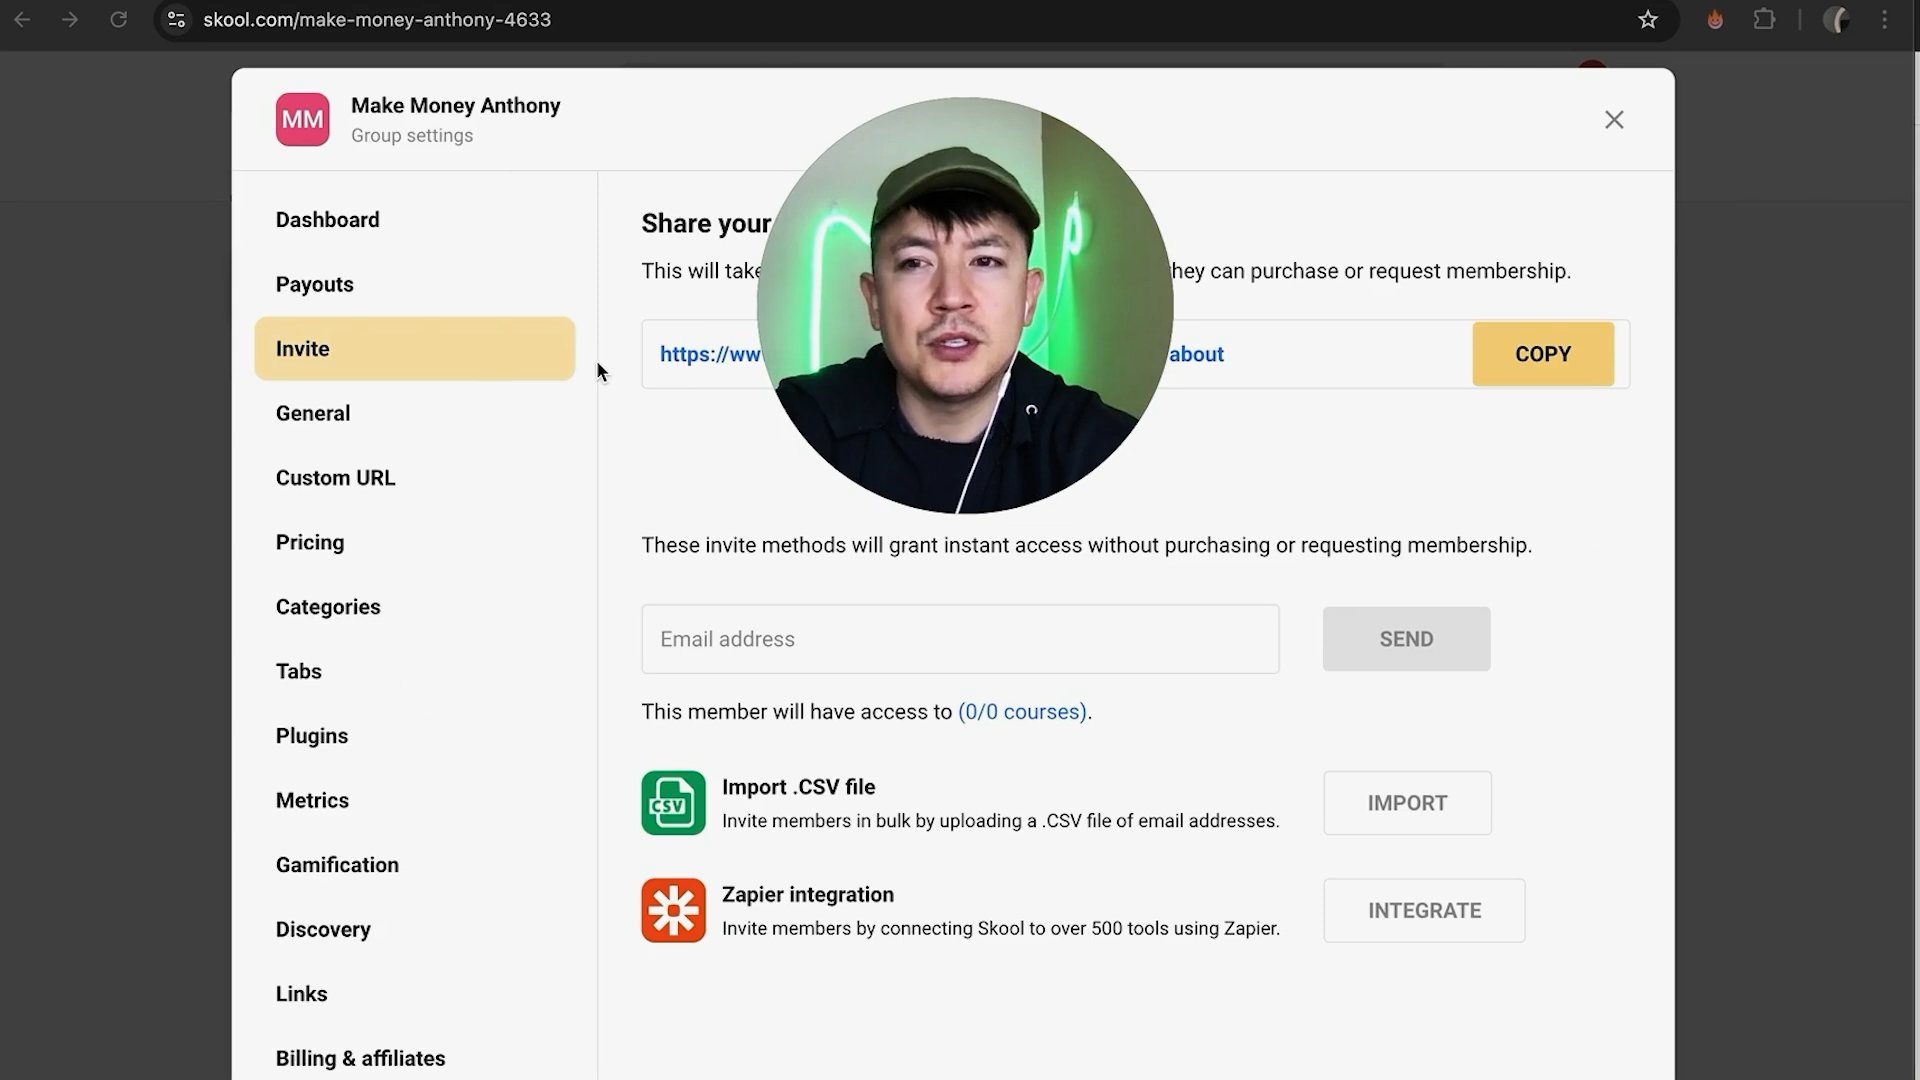 skool.com/make-money-anthony-4633
MM
Make Money Anthony
Group settings
Dashboard
Payouts
Invite
General
Custom URL
Pricing
Categories
Tabs
Plugins
Metrics
Gamification
Discovery
Links
Billing & affiliates
Share your
This will take they can purchase or request membership.
https://ww about
COPY
These invite methods will grant instant access without purchasing or requesting membership.
Email address
SEND
This member will have access to (0/0 courses).
CSV
Import .CSV file
Invite members in bulk by uploading a .CSV file of email addresses.
IMPORT
Zapier integration
Invite members by connecting Skool to over 500 tools using Zapier.
INTEGRATE